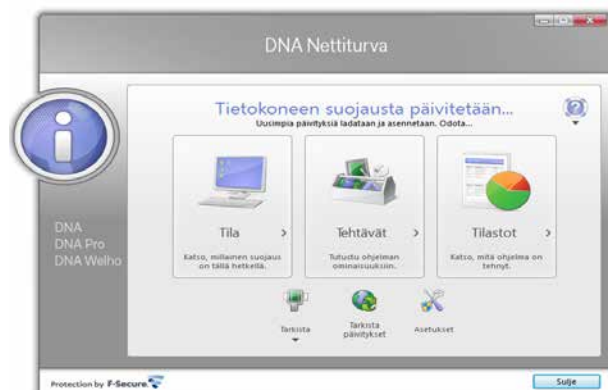 DNA Nettiturva
Tietokoneen suojausta päivitetään...
Uusimpia päivityksiä ladataan ja asennetaan. Odota...
DNA
DNA Pro
DNA Welho
Tila
Katso, millainen suojaus
on tällä hetkellä.
Tehtävät
Tutustu ohjelman
ominaisuuksiin.
Tilastot
Katso, mitä ohjelma on
tehnyt.
Tarkista
Tarkista
päivitykset
Asetukset
Protection by F-Secure.
Sulje